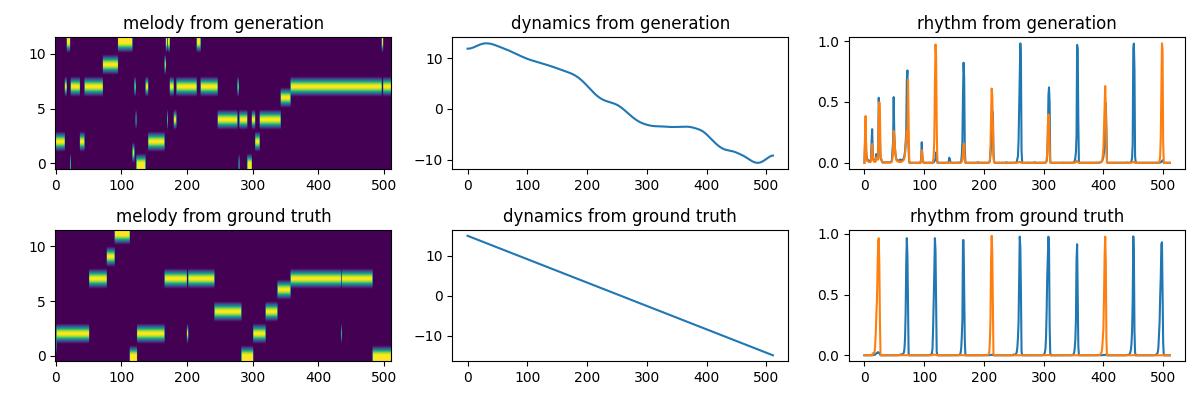 melody from generation
dynamics from generation
rhythm from generation
10
5
0
0 100 200 300 400 500
10
0
−10
0 100 200 300 400 500
1.0
0.5
0.0
0 100 200 300 400 500
melody from ground truth
dynamics from ground truth
rhythm from ground truth
10
5
0
0 100 200 300 400 500
10
0
−10
0 100 200 300 400 500
1.0
0.5
0.0
0 100 200 300 400 500